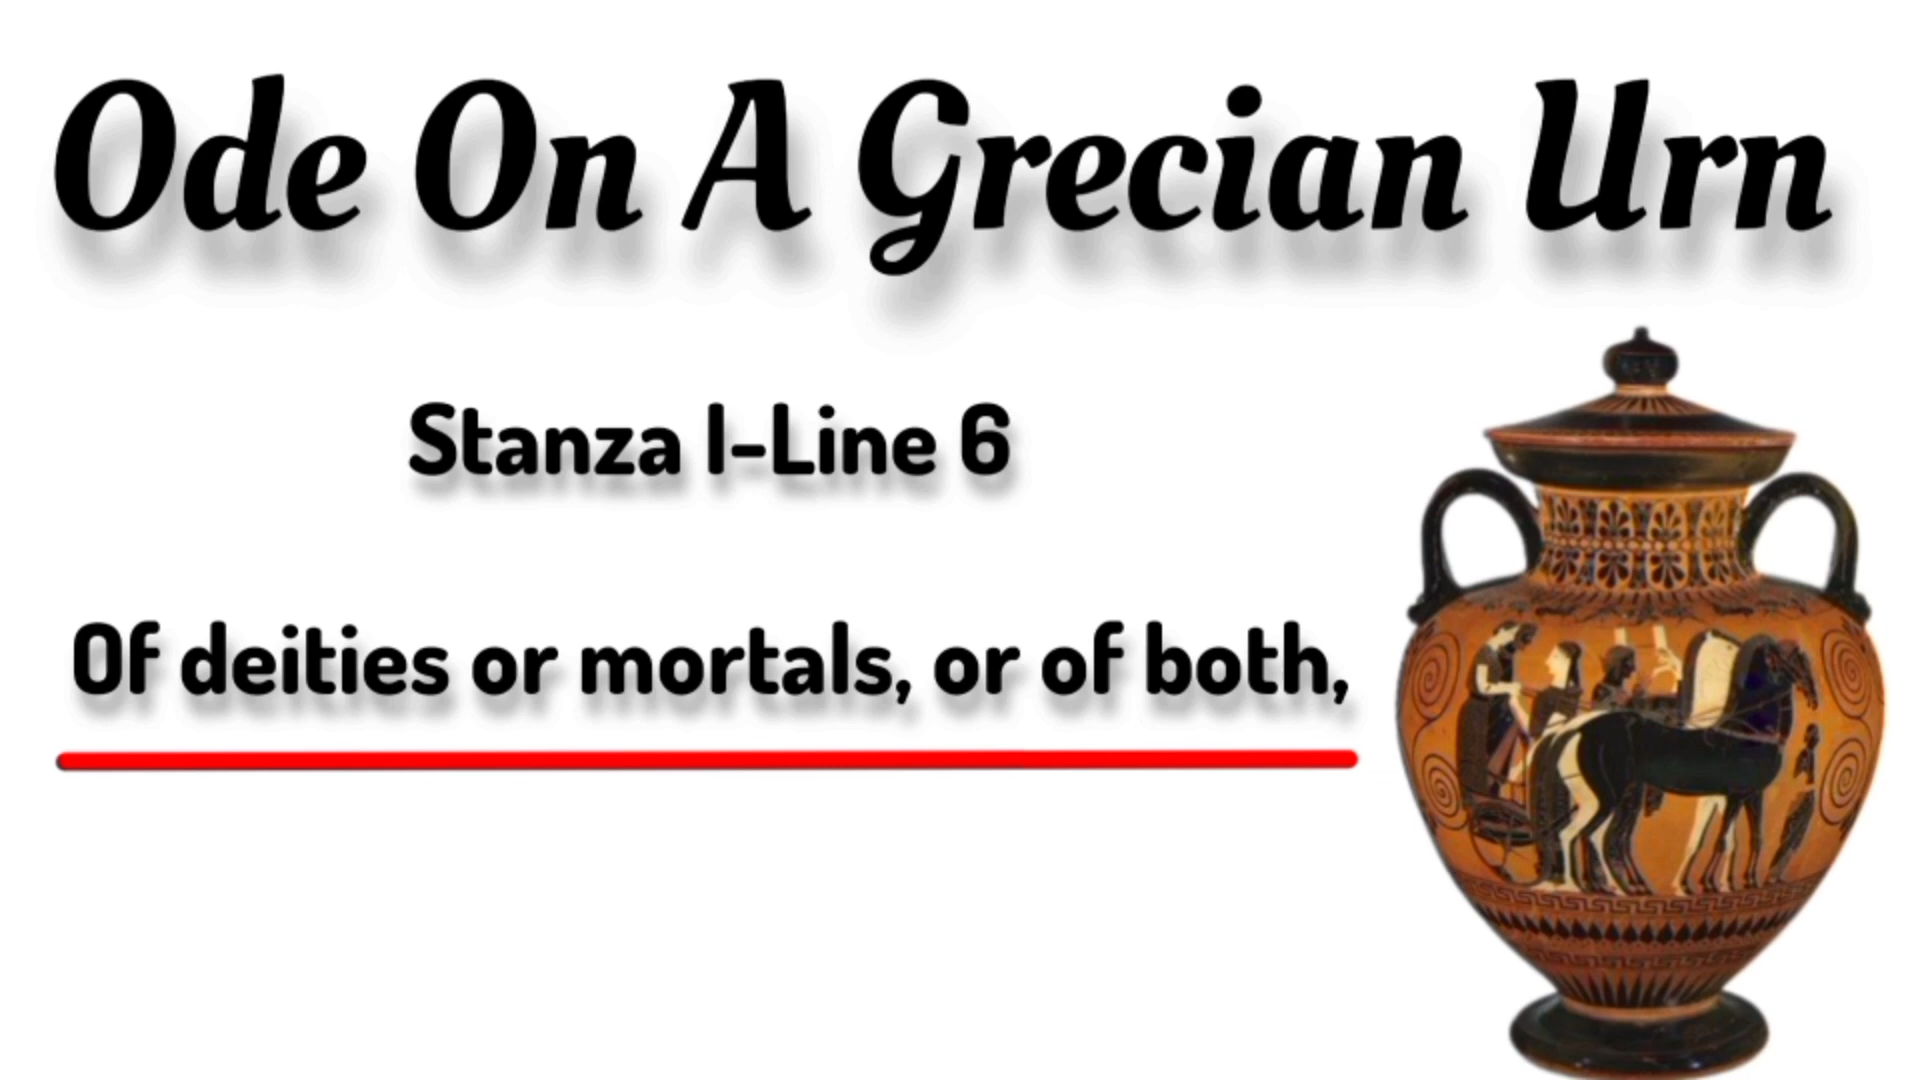 Ode On A Grecian Urn
Stanza I-Line 6
Of deities or mortals, or of both,